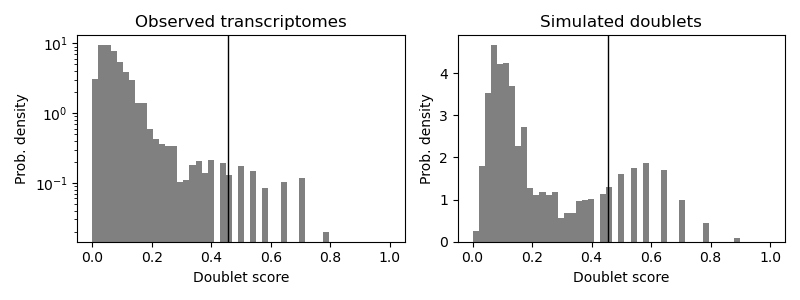 Observed transcriptomes
Prob. density
10¹
10⁰
10⁻¹
0.0 0.2 0.4 0.6 0.8 1.0
Doublet score
Simulated doublets
Prob. density
4
3
2
1
0
0.0 0.2 0.4 0.6 0.8 1.0
Doublet score